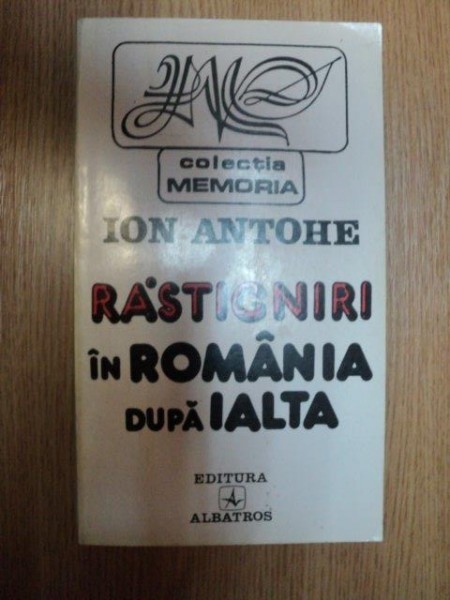 colecția
MEMORIA
ION ANTOHE
RĂSTIGNIRI
ÎN ROMÂNIA
DUPĂ IALTA
EDITURA
ALBATROS